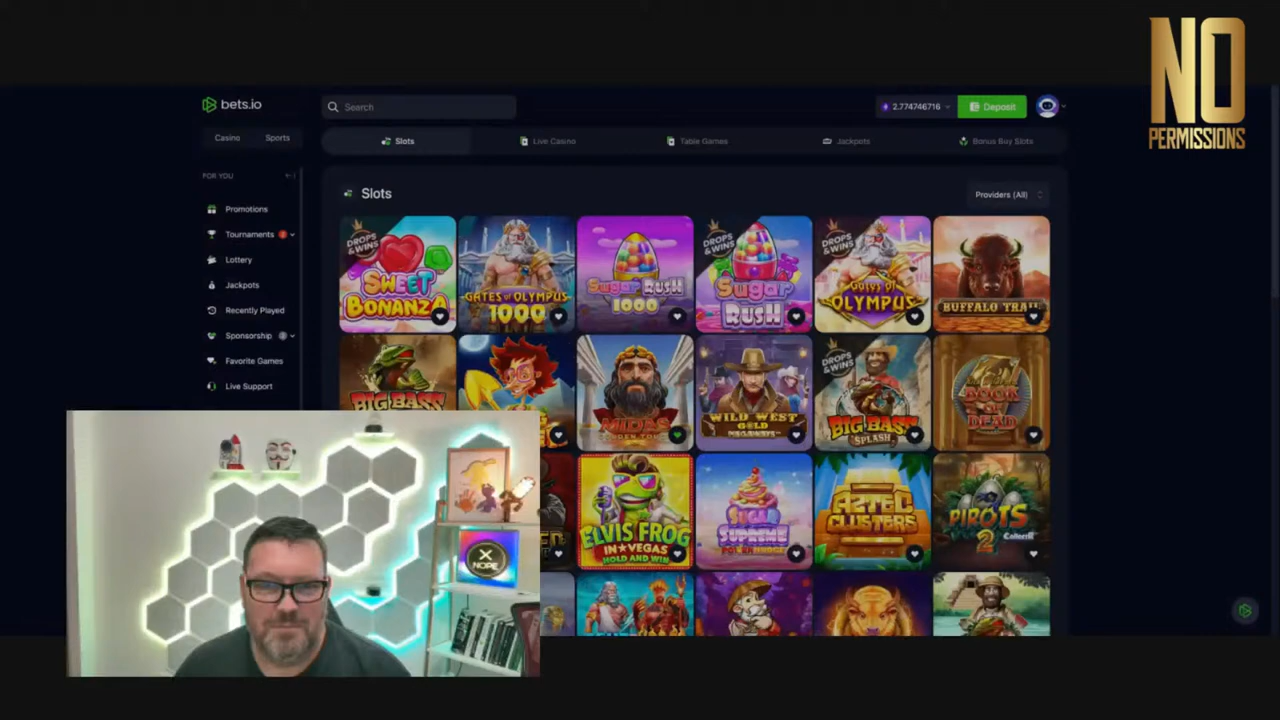 NO
PERMISSIONS
bets.io
Search
2.774746716
Deposit
Casino
Sports
Slots
Live Casino
Table Games
Jackpots
Bonus Buy Slots
FOR YOU
Promotions
Tournaments
Lottery
Jackpots
Recently Played
Sponsorship
Favorite Games
Live Support
Slots
Providers (All)
DROPS
&WINS
SWEET
BONANZA
GATES OF OLYMPUS
1000
SUGAR RUSH
1000
DROPS
&WINS
Sugar
RUSH
DROPS
&WINS
Gates of
OLYMPUS
BUFFALO TRAIL
BIG BASS
MIDAS
WILD WEST
GOLD
MEGAWAYS
DROPS
&WINS
BIG BASS
SPLASH
BOOK
OF
DEAD
ELVIS FROG
IN★VEGAS
HOLD AND WIN
SUGAR
SUPREME
POWERNUDGE
AZTEC
CLUSTERS
PIROTS
2
X
NOPE